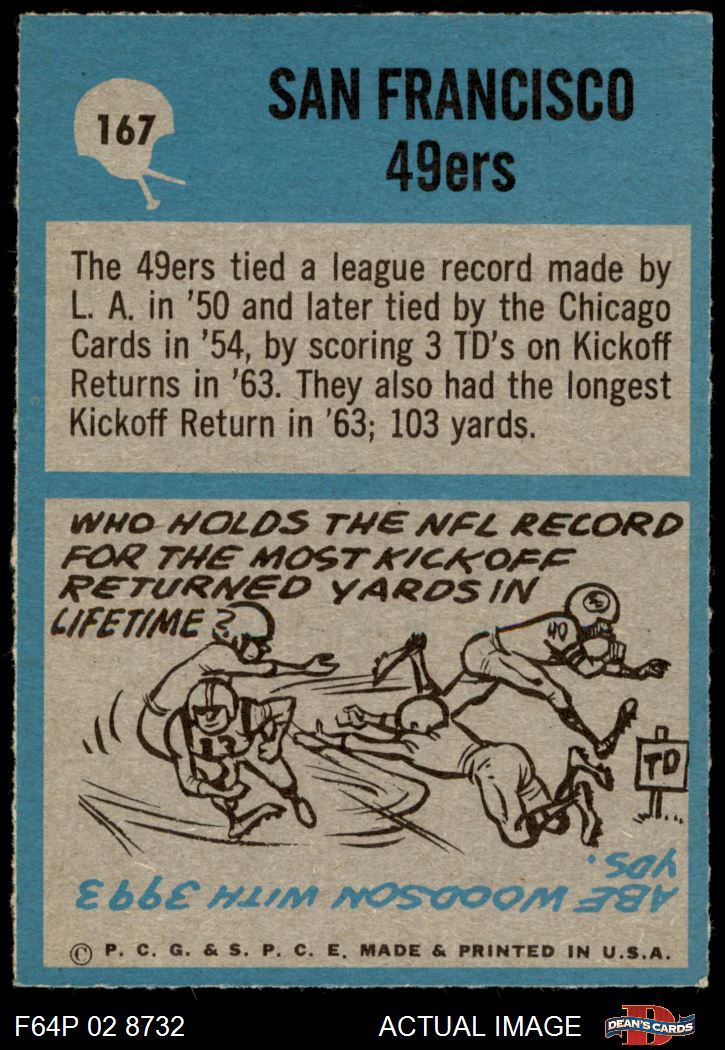 167
SAN FRANCISCO
49ers
The 49ers tied a league record made by
L. A. in '50 and later tied by the Chicago
Cards in '54, by scoring 3 TD's on Kickoff
Returns in '63. They also had the longest
Kickoff Return in '63; 103 yards.
WHO HOLDS THE NFL RECORD
FOR THE MOST KICKOFF
RETURNED YARDS IN
LIFETIME?
40
13
TD
ABE WOODSON WITH 3993
YDS.
© P. C. G. & S. P. C. E. MADE & PRINTED IN U.S.A.
F64P 02 8732
ACTUAL IMAGE
D
DEAN'S CARDS